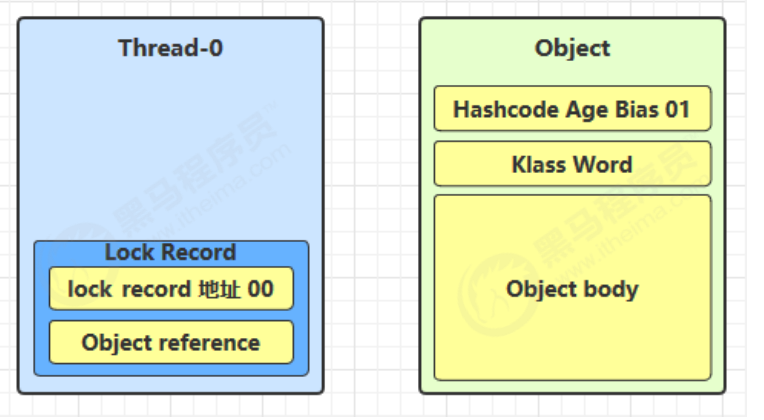 Thread-0
Lock Record
lock record 地址 00
Object reference
Object
Hashcode Age Bias 01
Klass Word
Object body
黑马程序员
www.itheima.com
黑马程序员
www.itheima.com